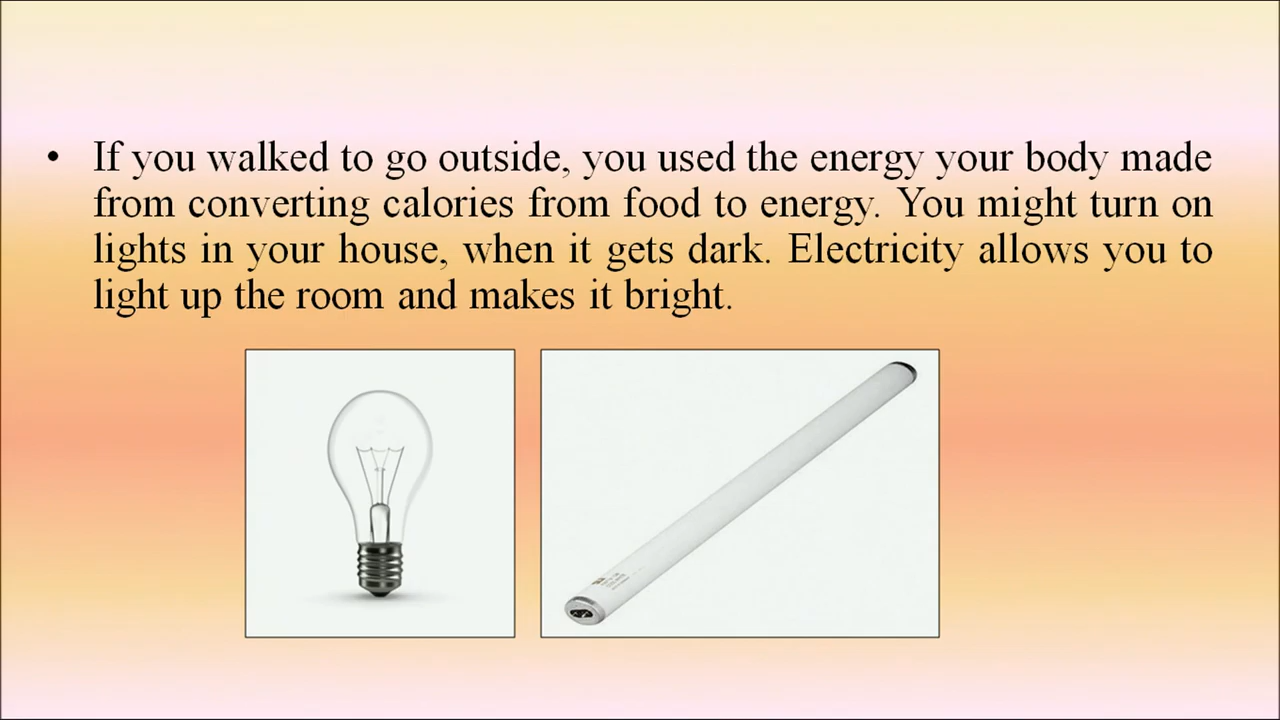 • If you walked to go outside, you used the energy your body made
from converting calories from food to energy. You might turn on
lights in your house, when it gets dark. Electricity allows you to
light up the room and makes it bright.